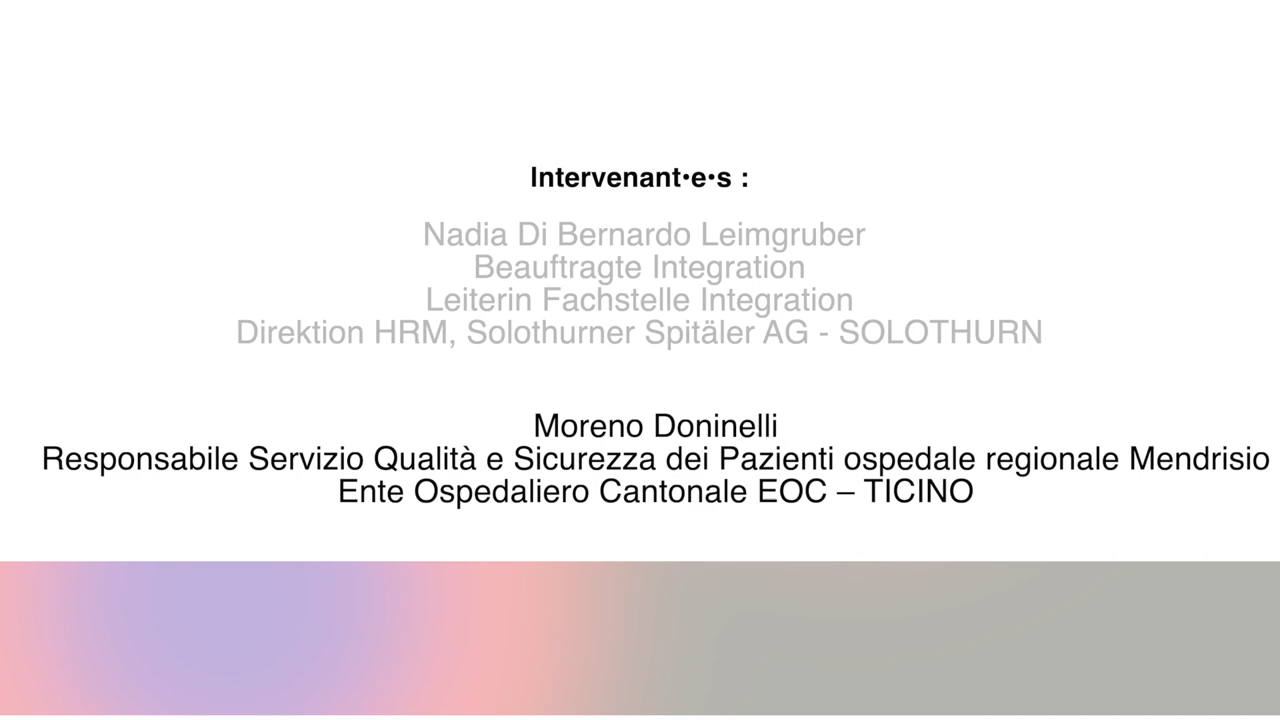 Intervenant•e•s :
Nadia Di Bernardo Leimgruber
Beauftragte Integration
Leiterin Fachstelle Integration
Direktion HRM, Solothurner Spitäler AG - SOLOTHURN
Moreno Doninelli
Responsabile Servizio Qualità e Sicurezza dei Pazienti ospedale regionale Mendrisio
Ente Ospedaliero Cantonale EOC – TICINO